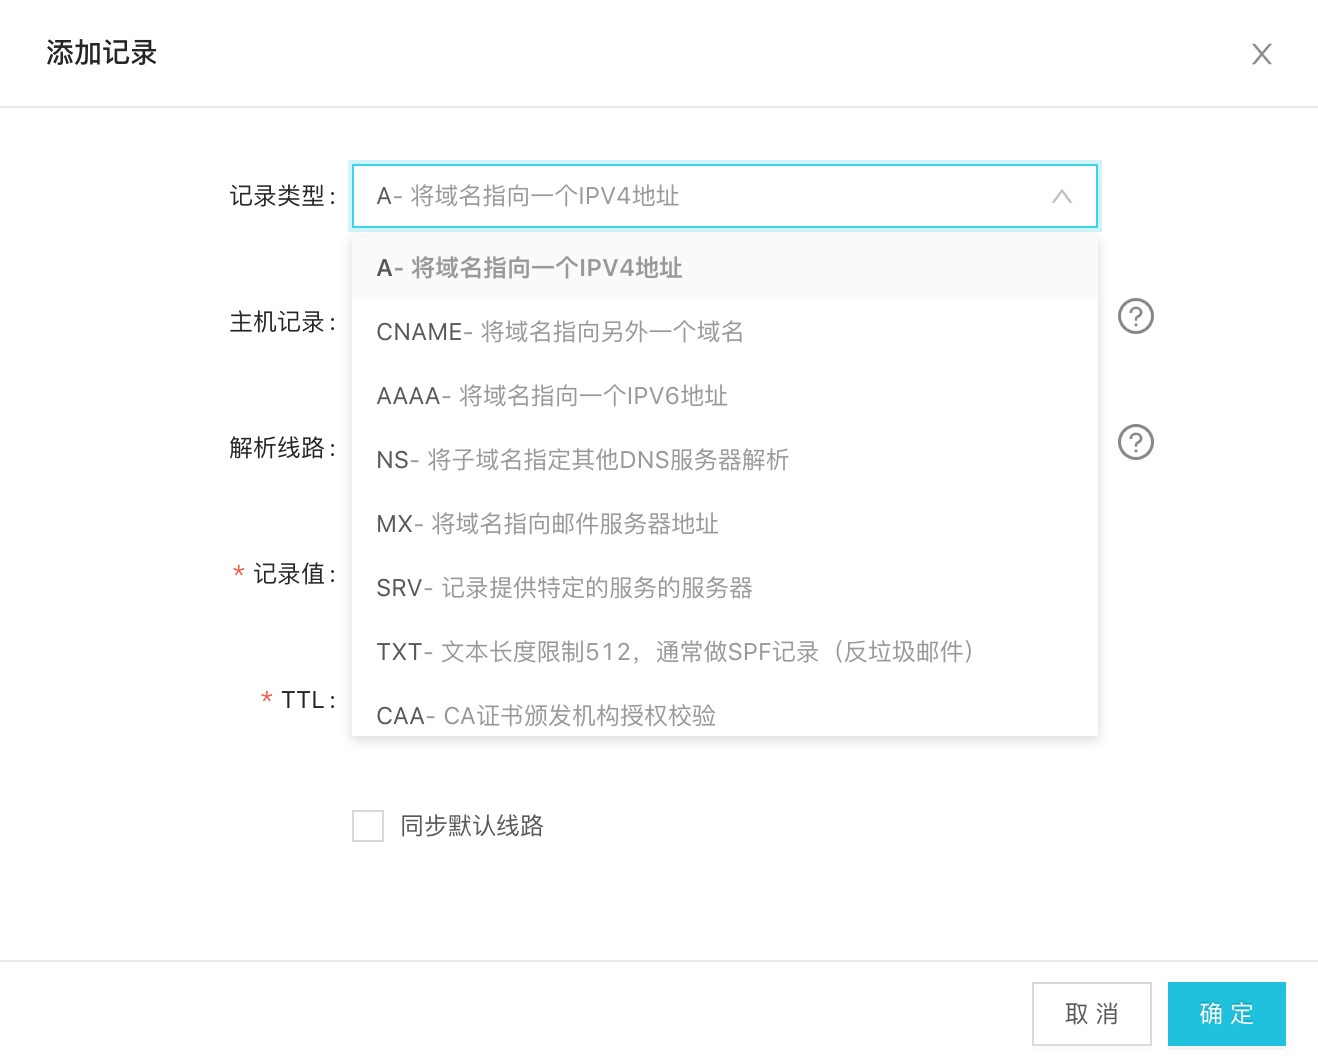 添加记录
记录类型：
A- 将域名指向一个IPV4地址
A- 将域名指向一个IPV4地址
主机记录：
CNAME- 将域名指向另外一个域名
AAAA- 将域名指向一个IPV6地址
解析线路：
NS- 将子域名指定其他DNS服务器解析
MX- 将域名指向邮件服务器地址
* 记录值：
SRV- 记录提供特定的服务的服务器
TXT- 文本长度限制512，通常做SPF记录（反垃圾邮件）
* TTL：
CAA- CA证书颁发机构授权校验
同步默认线路
取 消
确 定